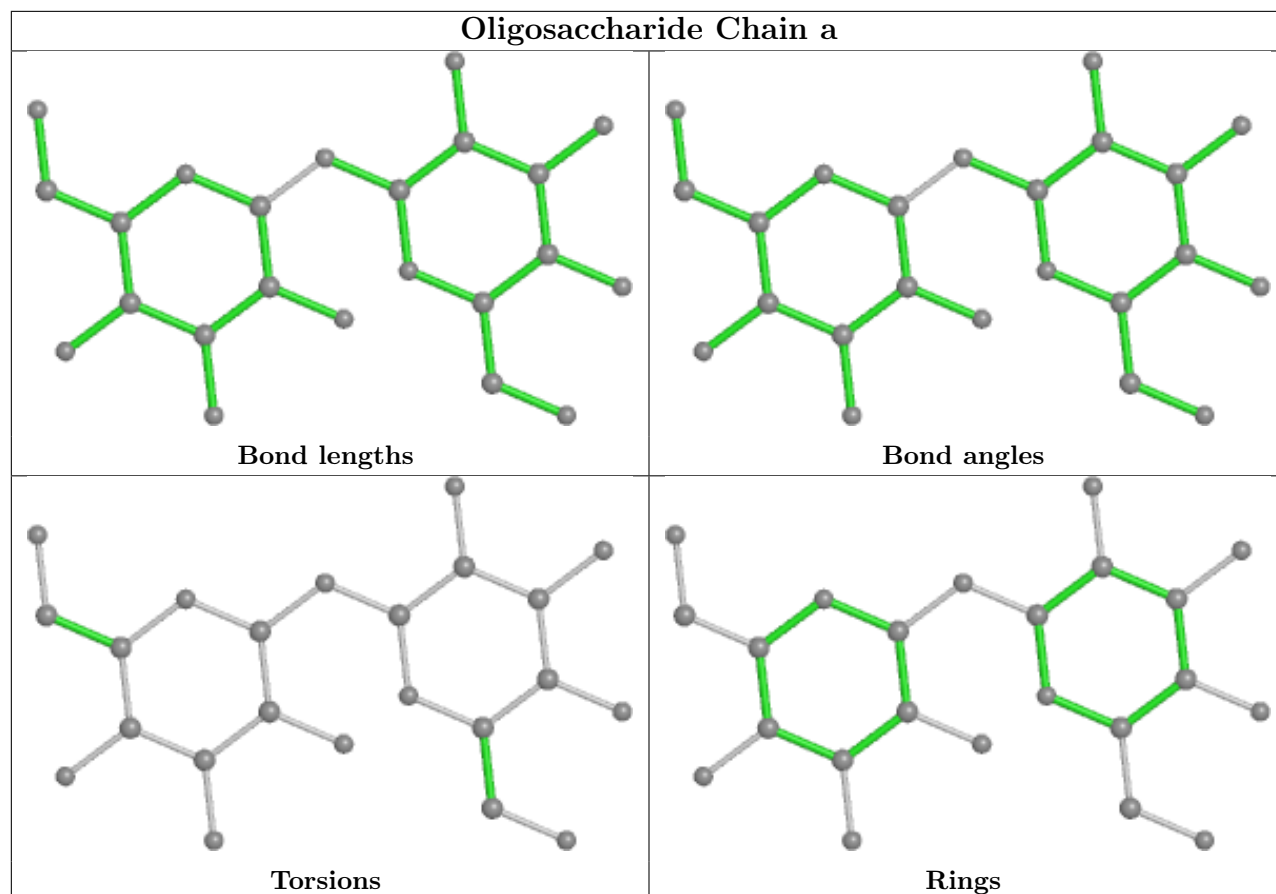 Oligosaccharide Chain a
Bond lengths
Bond angles
Torsions
Rings